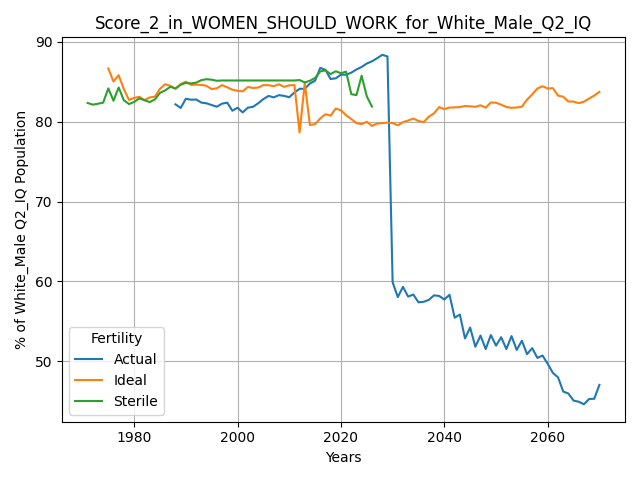 Score_2_in_WOMEN_SHOULD_WORK_for_White_Male_Q2_IQ
% of White_Male Q2_IQ Population
90
80
70
60
50
Fertility
Actual
Ideal
Sterile
1980
2000
2020
2040
2060
Years